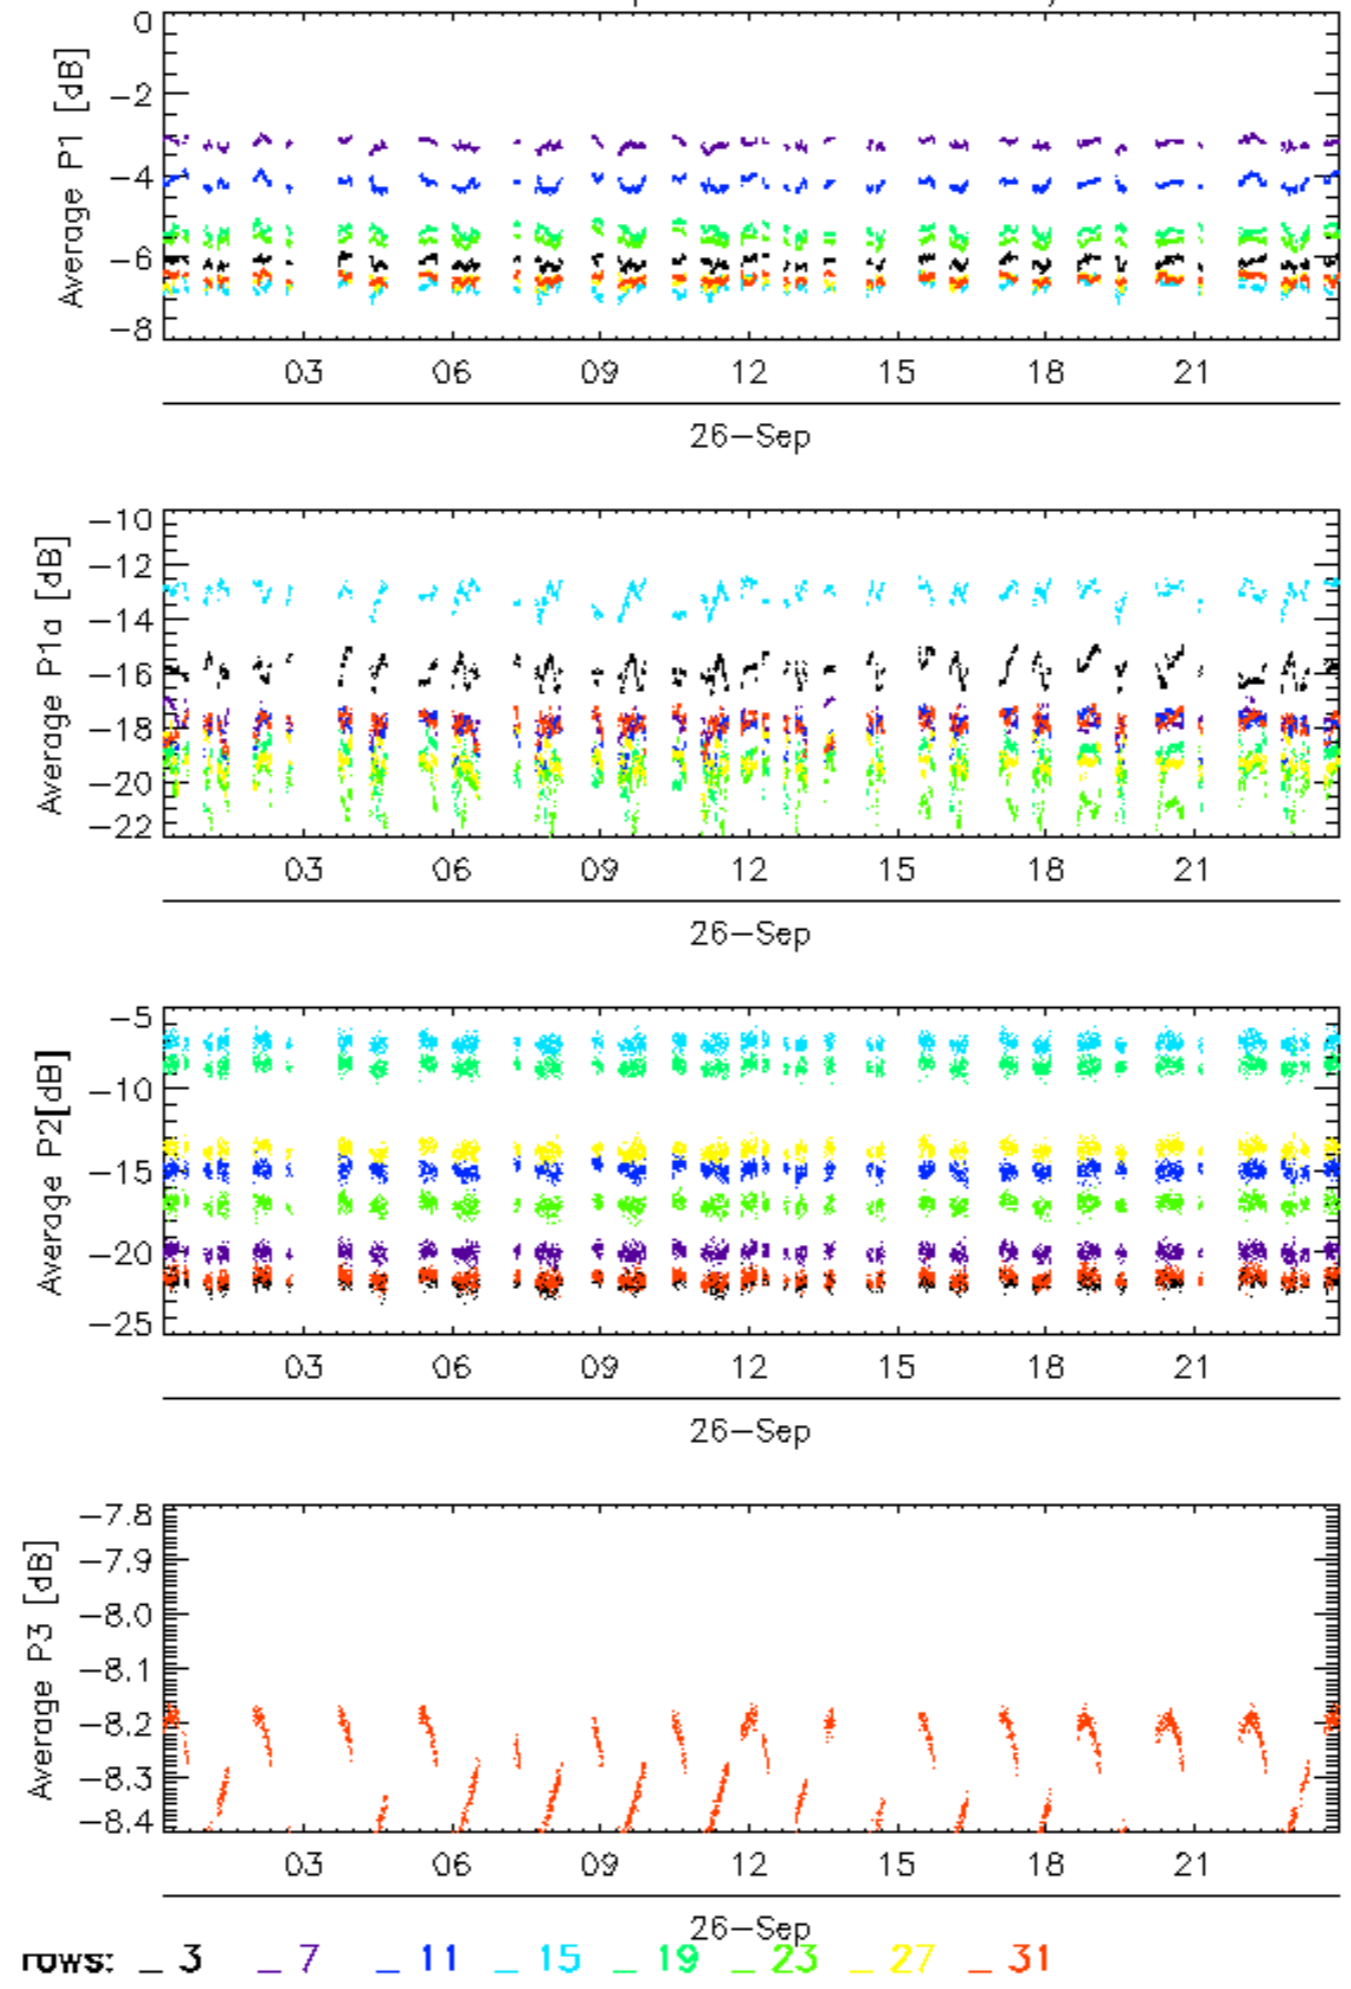 0
-2
-4
-6
-8
Average P1 [dB]
03 06 09 12 15 18 21
26-Sep
-10
-12
-14
-16
-18
-20
-22
Average P1a [dB]
03 06 09 12 15 18 21
26-Sep
-5
-10
-15
-20
-25
Average P2[dB]
03 06 09 12 15 18 21
26-Sep
-7.8
-7.9
-8.0
-8.1
-8.2
-8.3
-8.4
Average P3 [dB]
03 06 09 12 15 18 21
26-Sep
rows: _ 3 _ 7 _ 11 _ 15 _ 19 _ 23 _ 27 _ 31